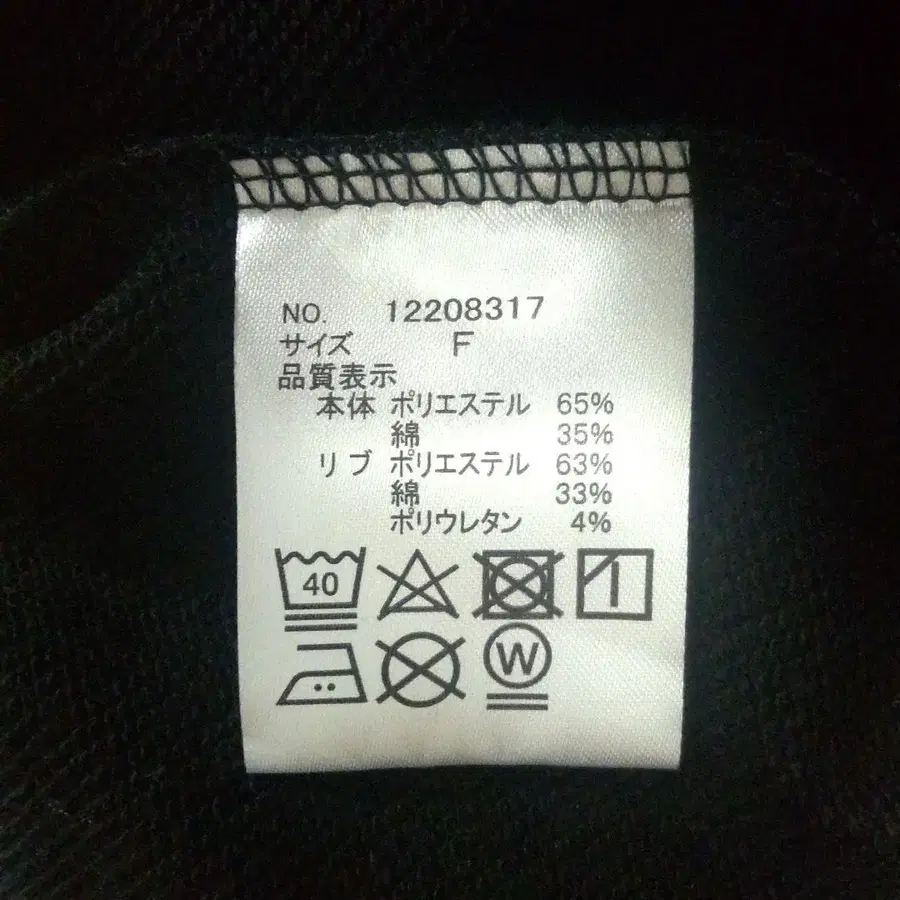 NO. 12208317
サイズ F
品質表示
本体 ポリエステル 65%
綿 35%
リブ ポリエステル 63%
綿 33%
ポリウレタン 4%
40
W